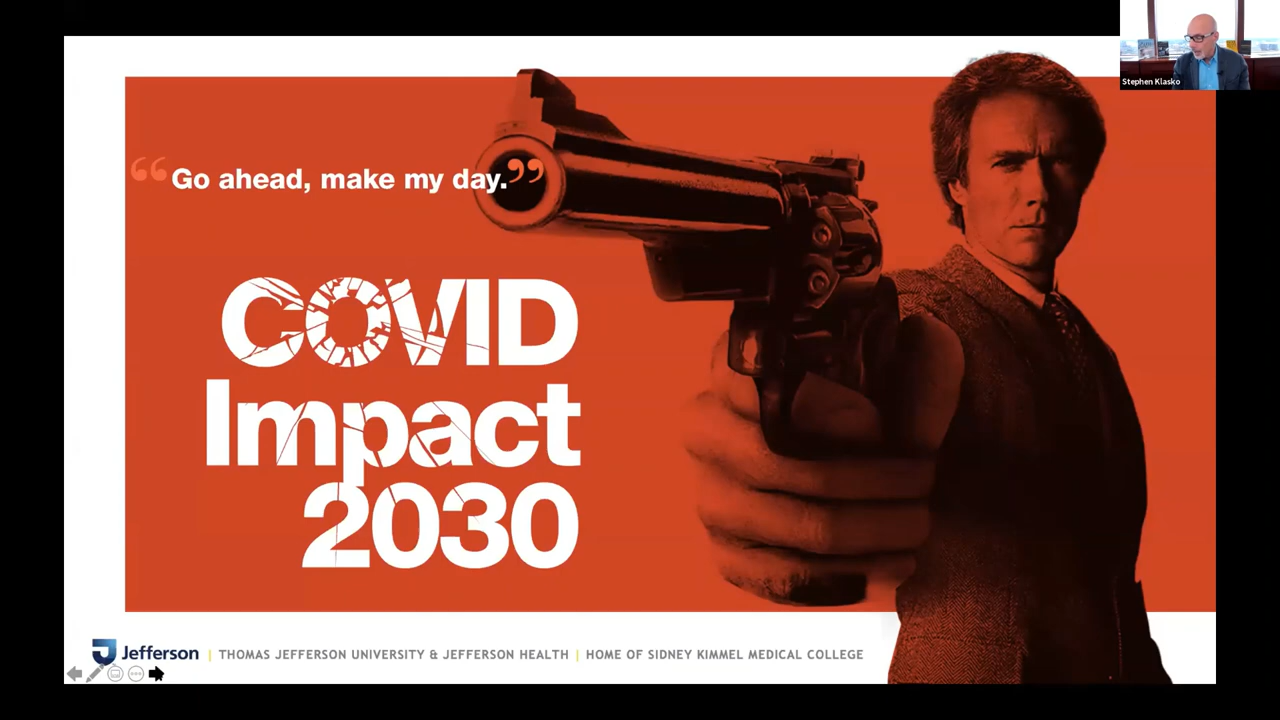 Stephen Klasko
“Go ahead, make my day.”
COVID
Impact
2030
Jefferson | THOMAS JEFFERSON UNIVERSITY & JEFFERSON HEALTH | HOME OF SIDNEY KIMMEL MEDICAL COLLEGE